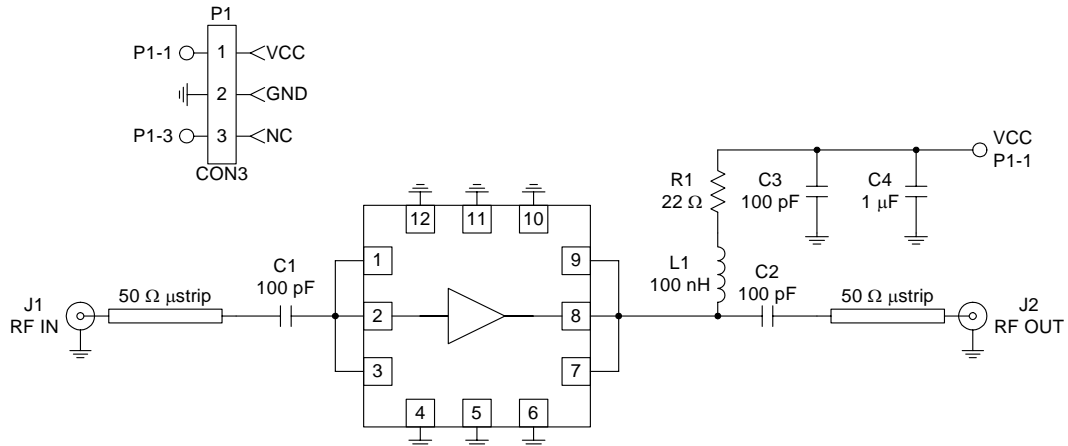 P1
P1-1
1
VCC
2
GND
P1-3
3
NC
CON3
VCC
P1-1
R1
22 Ω
C3
100 pF
C4
1 µF
12
11
10
1
9
C1
100 pF
L1
100 nH
C2
100 pF
J1
RF IN
50 Ω µstrip
2
8
50 Ω µstrip
J2
RF OUT
3
7
4
5
6